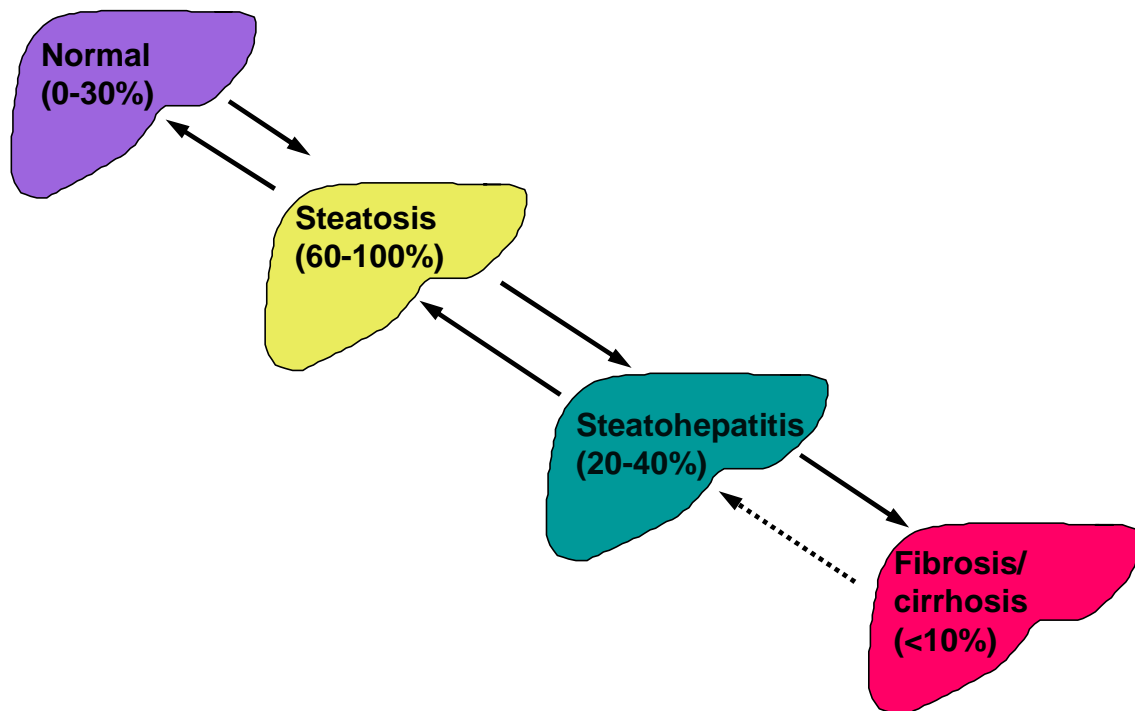 Normal
(0-30%)
Steatosis
(60-100%)
Steatohepatitis
(20-40%)
Fibrosis/
cirrhosis
(<10%)